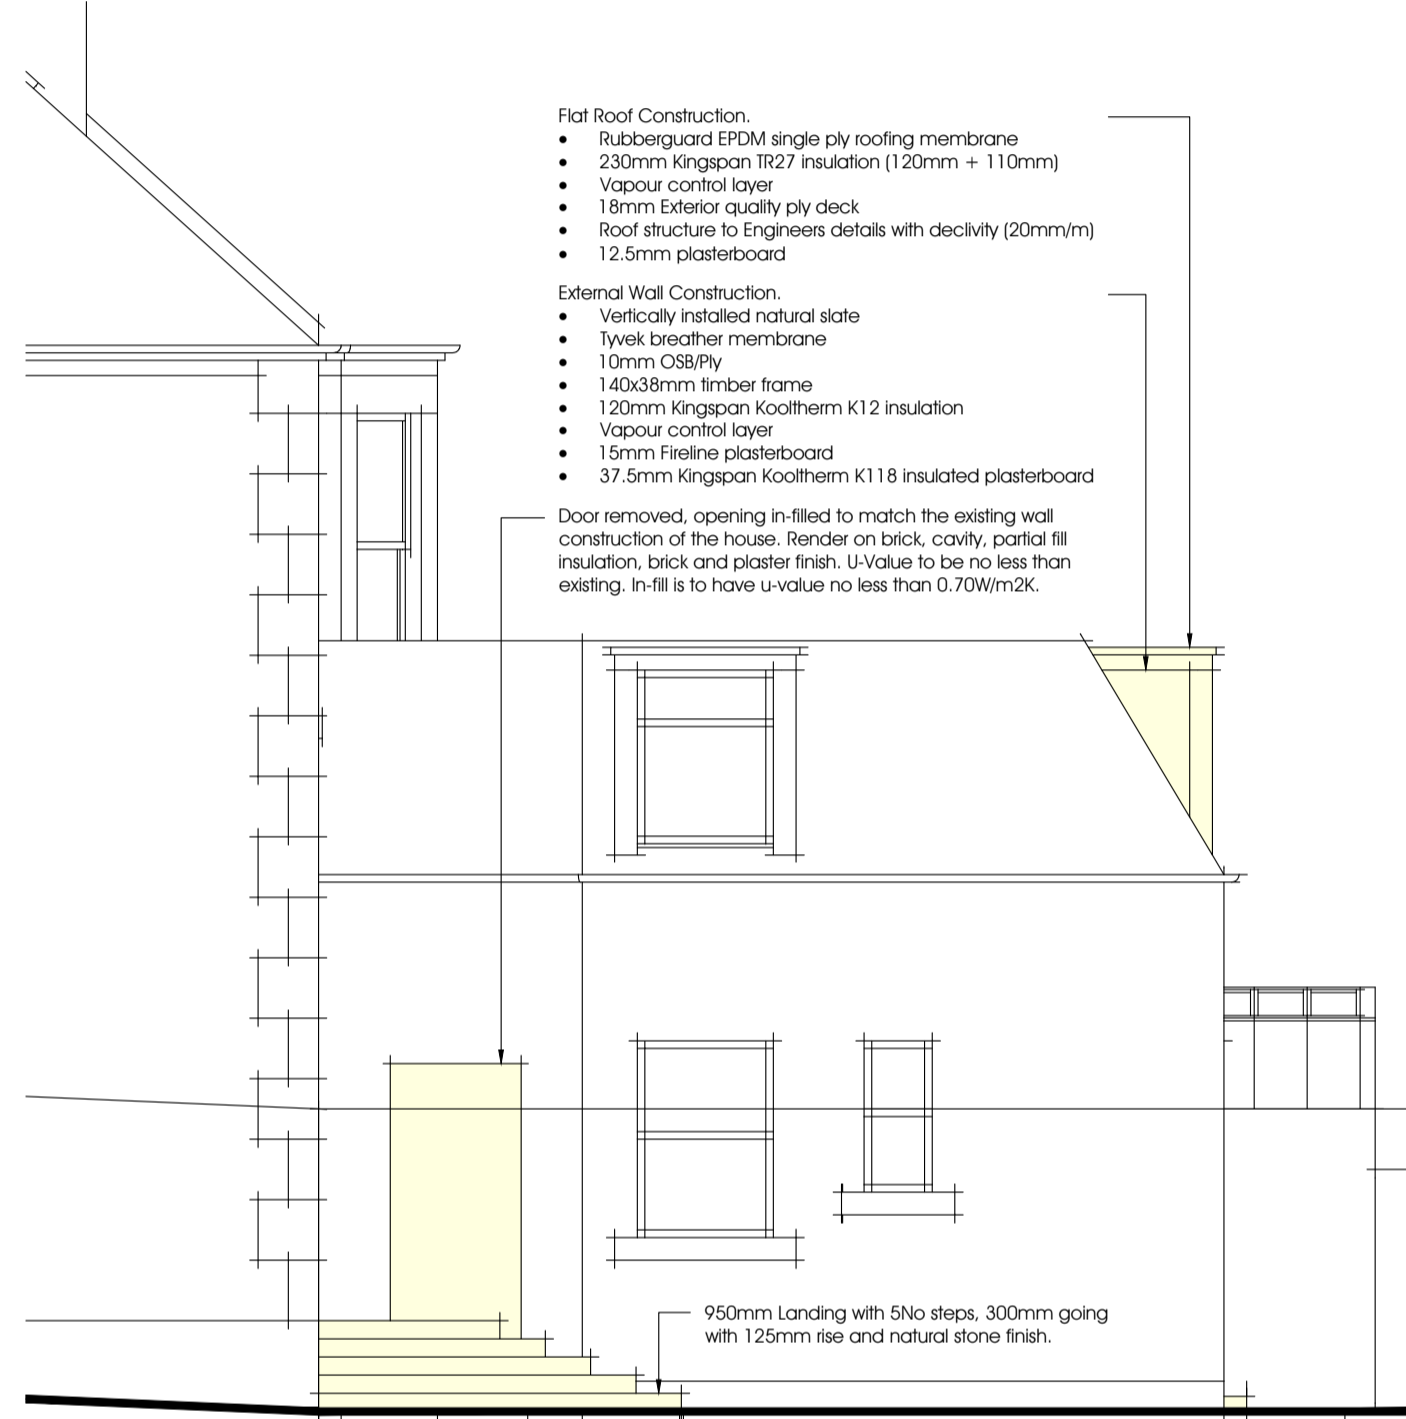 Flat Roof Construction.
• Rubberguard EPDM single ply roofing membrane
• 230mm Kingspan TR27 insulation (120mm + 110mm)
• Vapour control layer
• 18mm Exterior quality ply deck
• Roof structure to Engineers details with declivity (20mm/m)
• 12.5mm plasterboard
External Wall Construction.
• Vertically installed natural slate
• Tyvek breather membrane
• 10mm OSB/Ply
• 140x38mm timber frame
• 120mm Kingspan Kooltherm K12 insulation
• Vapour control layer
• 15mm Fireline plasterboard
• 37.5mm Kingspan Kooltherm K118 insulated plasterboard
Door removed, opening in-filled to match the existing wall
construction of the house. Render on brick, cavity, partial fill
insulation, brick and plaster finish. U-Value to be no less than
existing. In-fill is to have u-value no less than 0.70W/m2K.
950mm Landing with 5No steps, 300mm going
with 125mm rise and natural stone finish.